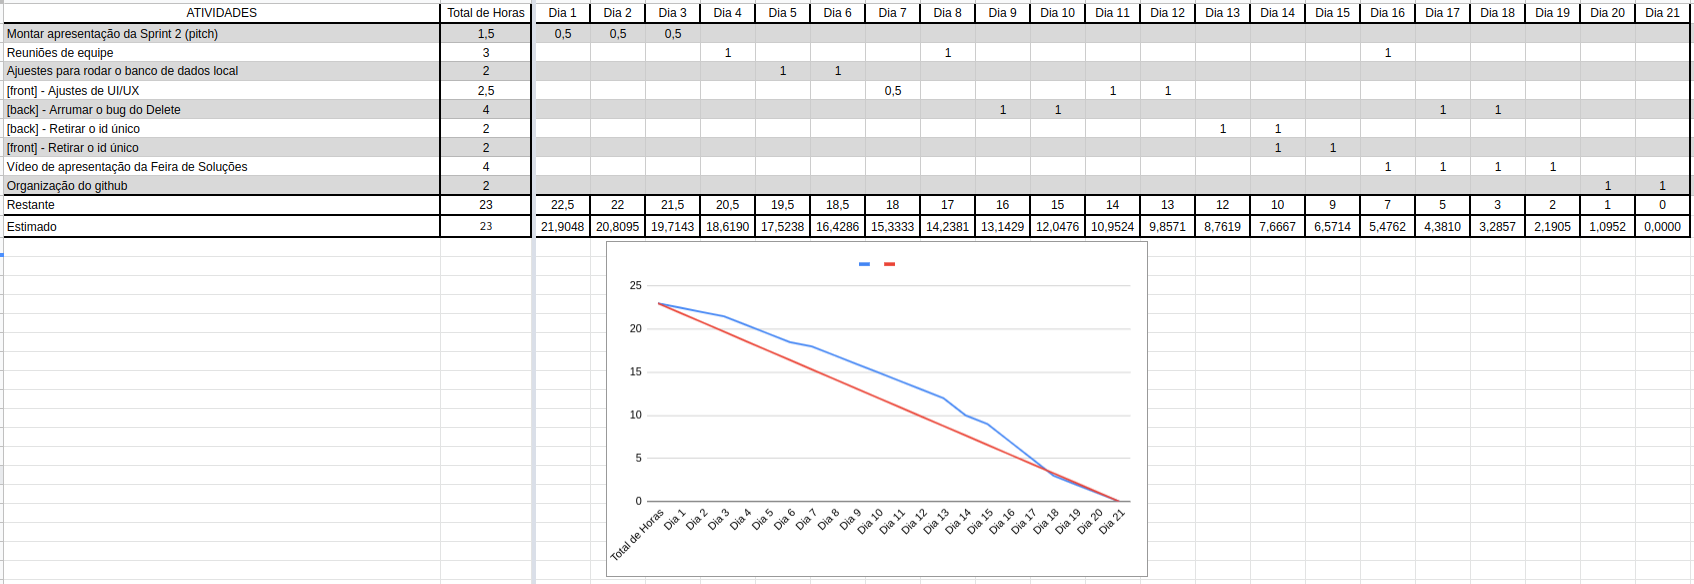 ATIVIDADES Total de Horas Dia 1 Dia 2 Dia 3 Dia 4 Dia 5 Dia 6 Dia 7 Dia 8 Dia 9 Dia 10 Dia 11 Dia 12 Dia 13 Dia 14 Dia 15 Dia 16 Dia 17 Dia 18 Dia 19 Dia 20 Dia 21
Montar apresentação da Sprint 2 (pitch) 1,5 0,5 0,5 0,5
Reuniões de equipe 3 1 1 1
Ajuestes para rodar o banco de dados local 2 1 1
[front] - Ajustes de UI/UX 2,5 0,5 1 1
[back] - Arrumar o bug do Delete 4 1 1 1 1
[back] - Retirar o id único 2 1 1
[front] - Retirar o id único 2 1 1
Vídeo de apresentação da Feira de Soluções 4 1 1 1 1
Organização do github 2 1 1
Restante 23 22,5 22 21,5 20,5 19,5 18,5 18 17 16 15 14 13 12 10 9 7 5 3 2 1 0
Estimado 23 21,9048 20,8095 19,7143 18,6190 17,5238 16,4286 15,3333 14,2381 13,1429 12,0476 10,9524 9,8571 8,7619 7,6667 6,5714 5,4762 4,3810 3,2857 2,1905 1,0952 0,0000
25
20
15
10
5
0
Total de Horas Dia 1 Dia 2 Dia 3 Dia 4 Dia 5 Dia 6 Dia 7 Dia 8 Dia 9 Dia 10 Dia 11 Dia 12 Dia 13 Dia 14 Dia 15 Dia 16 Dia 17 Dia 18 Dia 19 Dia 20 Dia 21